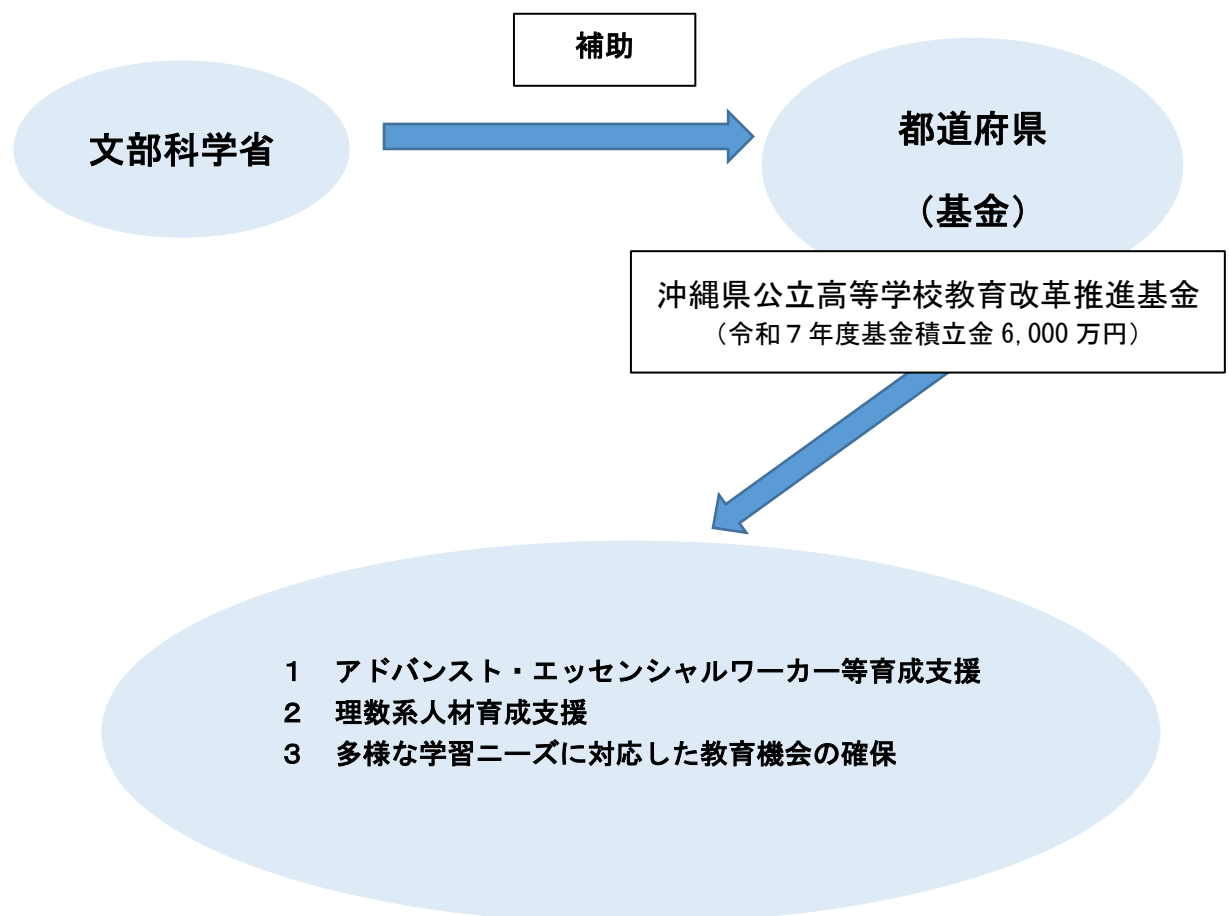 補助
文部科学省
都道府県
(基金)
沖縄県公立高等学校教育改革推進基金
(令和7年度基金積立金 6,000 万円)
1 アドバンスト・エッセンシャルワーカー等育成支援
2 理数系人材育成支援
3 多様な学習ニーズに対応した教育機会の確保